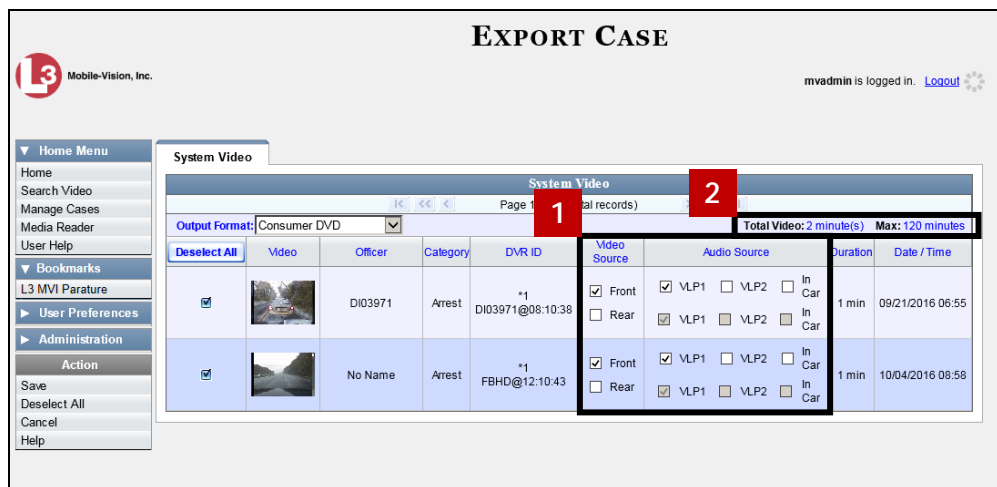 EXPORT CASE
L3 Mobile-Vision, Inc.
mvadmin is logged in. Logout
▼ Home Menu
Home
Search Video
Manage Cases
Media Reader
User Help
▼ Bookmarks
L3 MVI Parature
▶ User Preferences
▶ Administration
Action
Save
Deselect All
Cancel
Help
System Video
System Video
|< << < Page 1 tal records)
1
2
Output Format: Consumer DVD
Total Video: 2 minute(s) Max: 120 minutes
Deselect All Video Officer Category DVR ID Video Source Audio Source Duration Date / Time
DI03971 Arrest *1 DI03971@08:10:38 Front VLP1 VLP2 In Car 1 min 09/21/2016 06:55
Rear VLP1 VLP2 In Car
No Name Arrest *1 FBHD@12:10:43 Front VLP1 VLP2 In Car 1 min 10/04/2016 08:58
Rear VLP1 VLP2 In Car